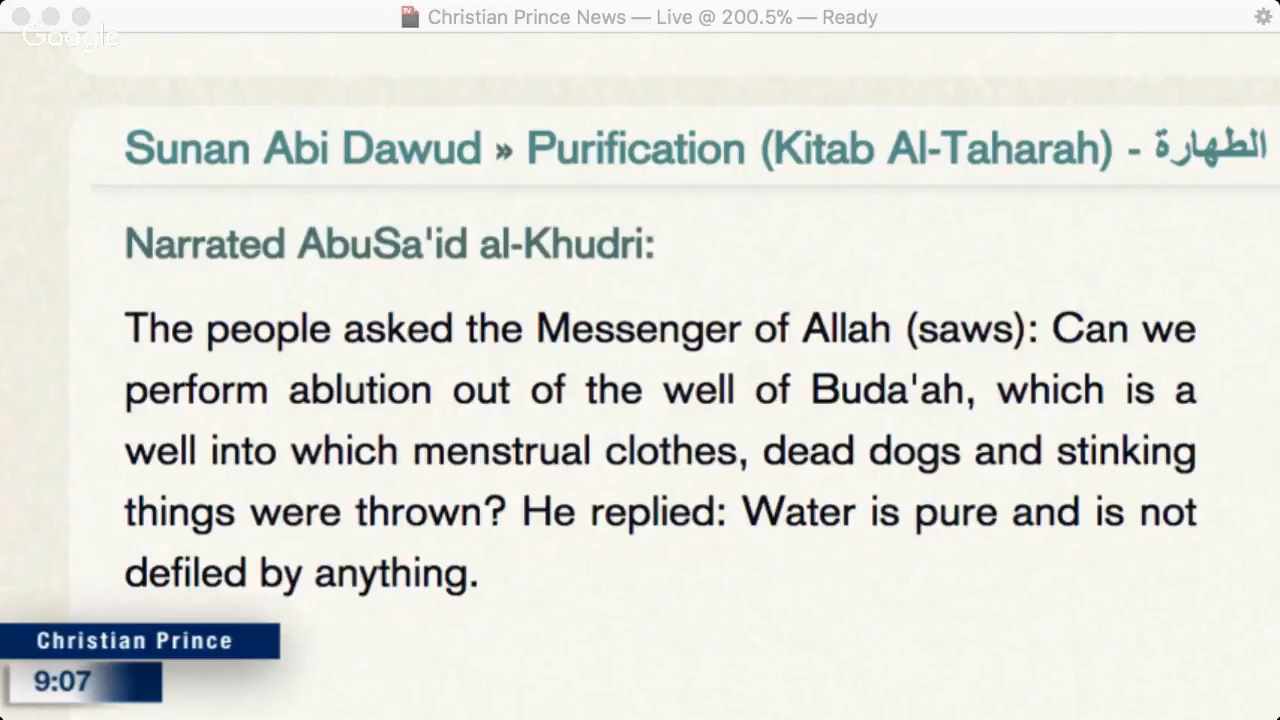 Christian Prince News — Live @ 200.5% — Ready
Google
Sunan Abi Dawud » Purification (Kitab Al-Taharah) - الطهارة
Narrated AbuSa'id al-Khudri:
The people asked the Messenger of Allah (saws): Can we
perform ablution out of the well of Buda'ah, which is a
well into which menstrual clothes, dead dogs and stinking
things were thrown? He replied: Water is pure and is not
defiled by anything.
Christian Prince
9:07